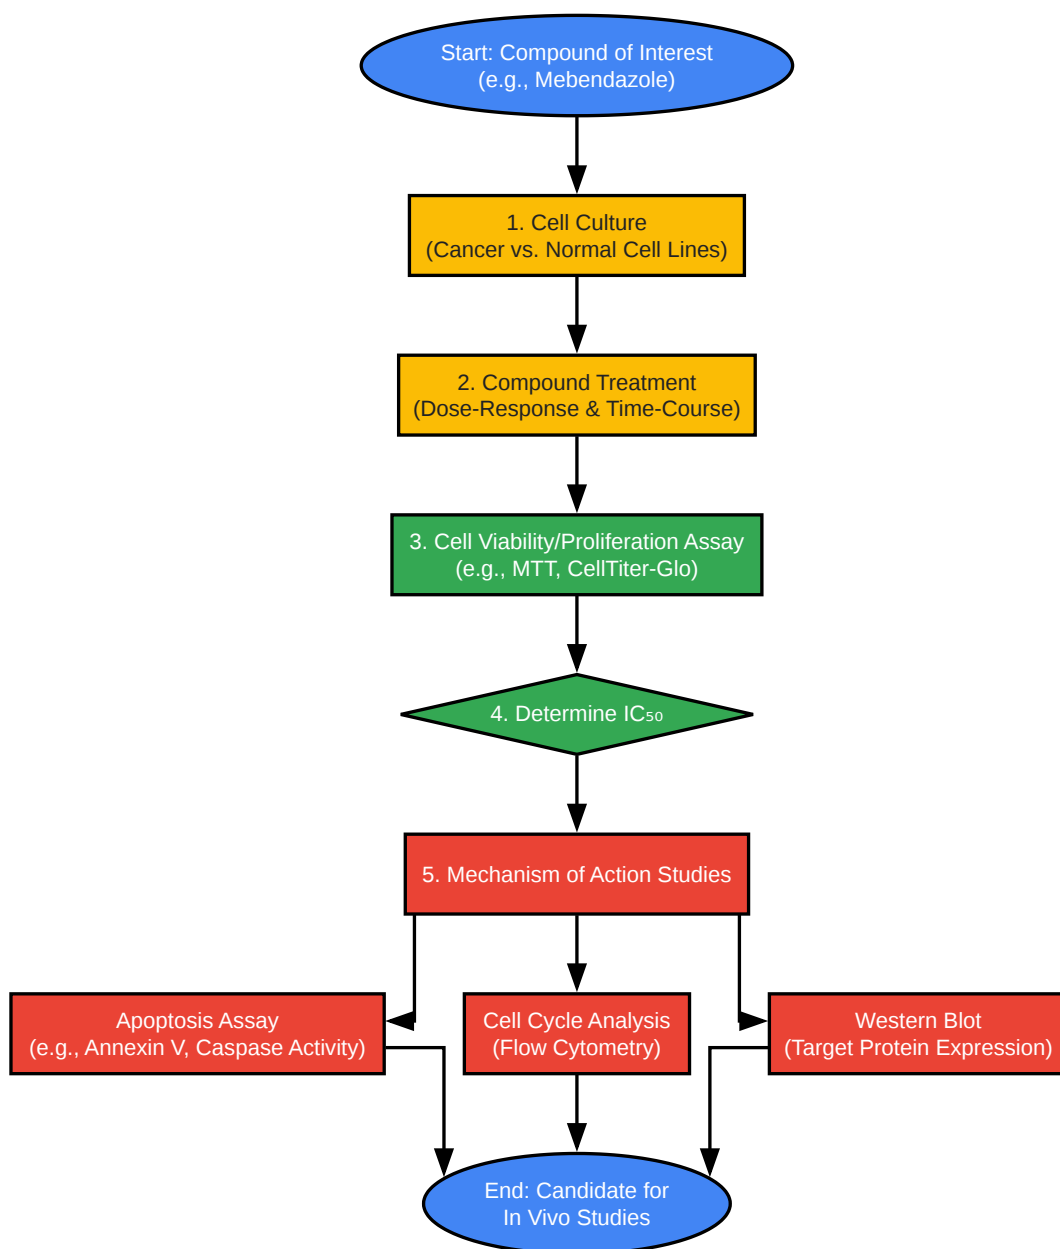 Start: Compound of Interest
(e.g., Mebendazole)
1. Cell Culture
(Cancer vs. Normal Cell Lines)
2. Compound Treatment
(Dose-Response & Time-Course)
3. Cell Viability/Proliferation Assay
(e.g., MTT, CellTiter-Glo)
4. Determine IC₅₀
5. Mechanism of Action Studies
Apoptosis Assay
(e.g., Annexin V, Caspase Activity)
Cell Cycle Analysis
(Flow Cytometry)
Western Blot
(Target Protein Expression)
End: Candidate for
In Vivo Studies